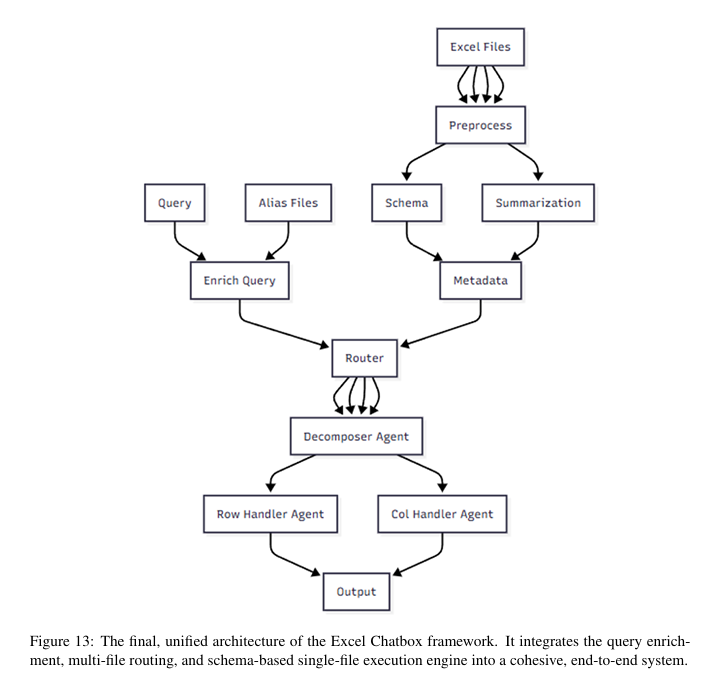 Excel Files
Preprocess
Query
Alias Files
Schema
Summarization
Enrich Query
Metadata
Router
Decomposer Agent
Row Handler Agent
Col Handler Agent
Output
Figure 13: The final, unified architecture of the Excel Chatbox framework. It integrates the query enrich-
ment, multi-file routing, and schema-based single-file execution engine into a cohesive, end-to-end system.